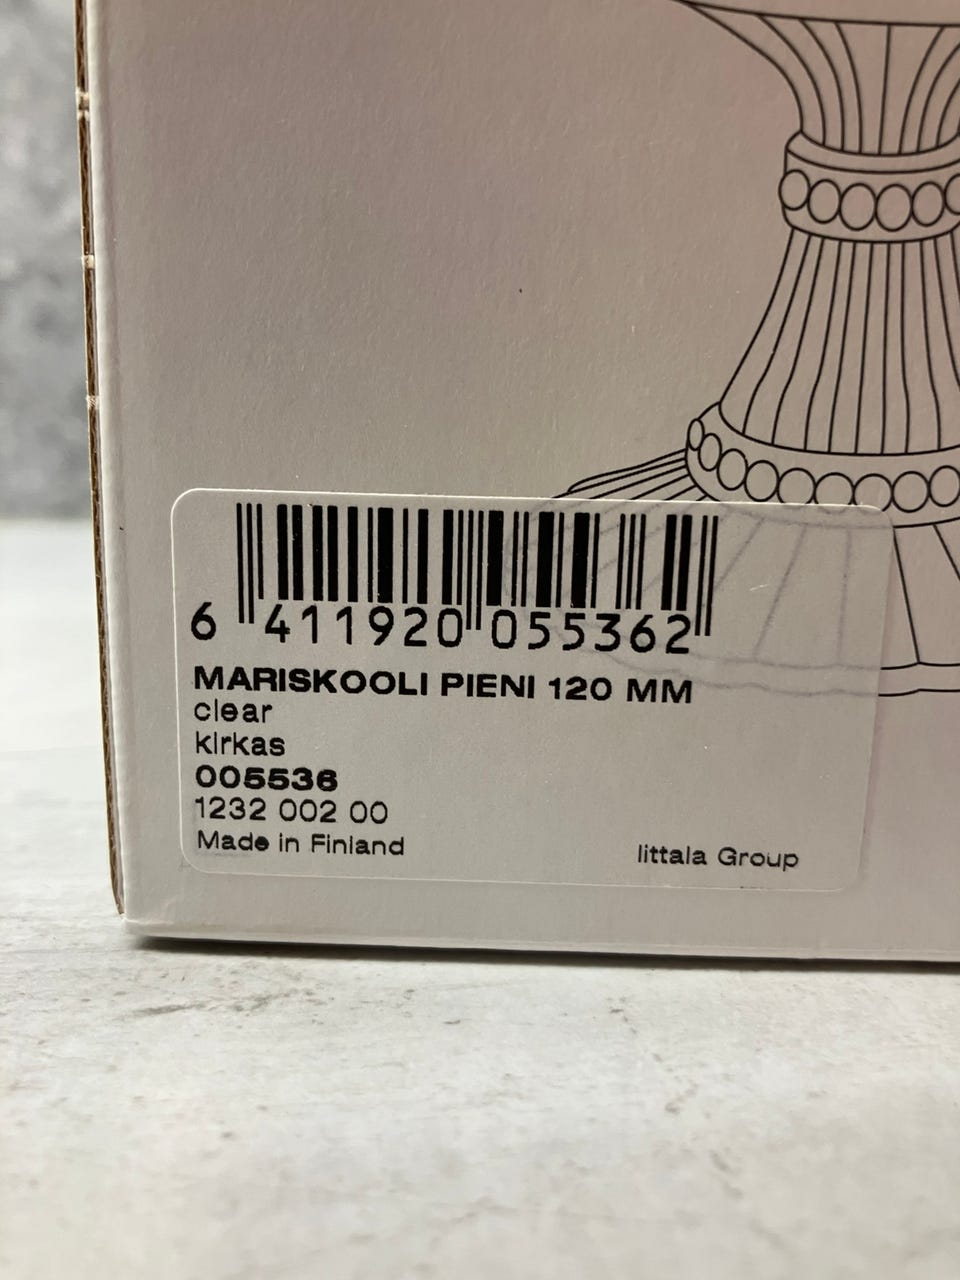 6 411920 055362
MARISKOOLI PIENI 120 MM
clear
kirkas
005536
1232 002 00
Made in Finland
Iittala Group